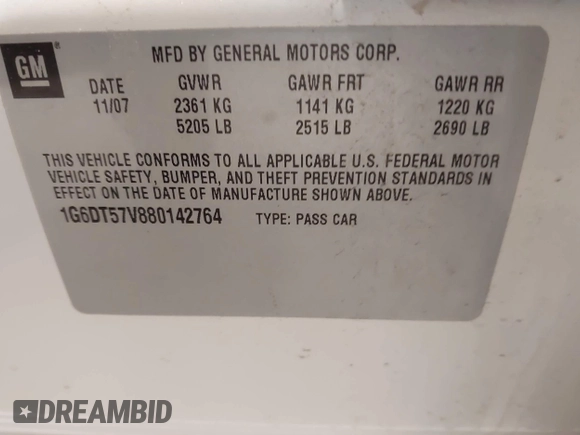 GM ®
MFD BY GENERAL MOTORS CORP.
DATE GVWR GAWR FRT GAWR RR
11/07 2361 KG 1141 KG 1220 KG
5205 LB 2515 LB 2690 LB
THIS VEHICLE CONFORMS TO ALL APPLICABLE U.S. FEDERAL MOTOR
VEHICLE SAFETY, BUMPER, AND THEFT PREVENTION STANDARDS IN
EFFECT ON THE DATE OF MANUFACTURE SHOWN ABOVE.
1G6DT57V880142764 TYPE: PASS CAR
DREAMBID